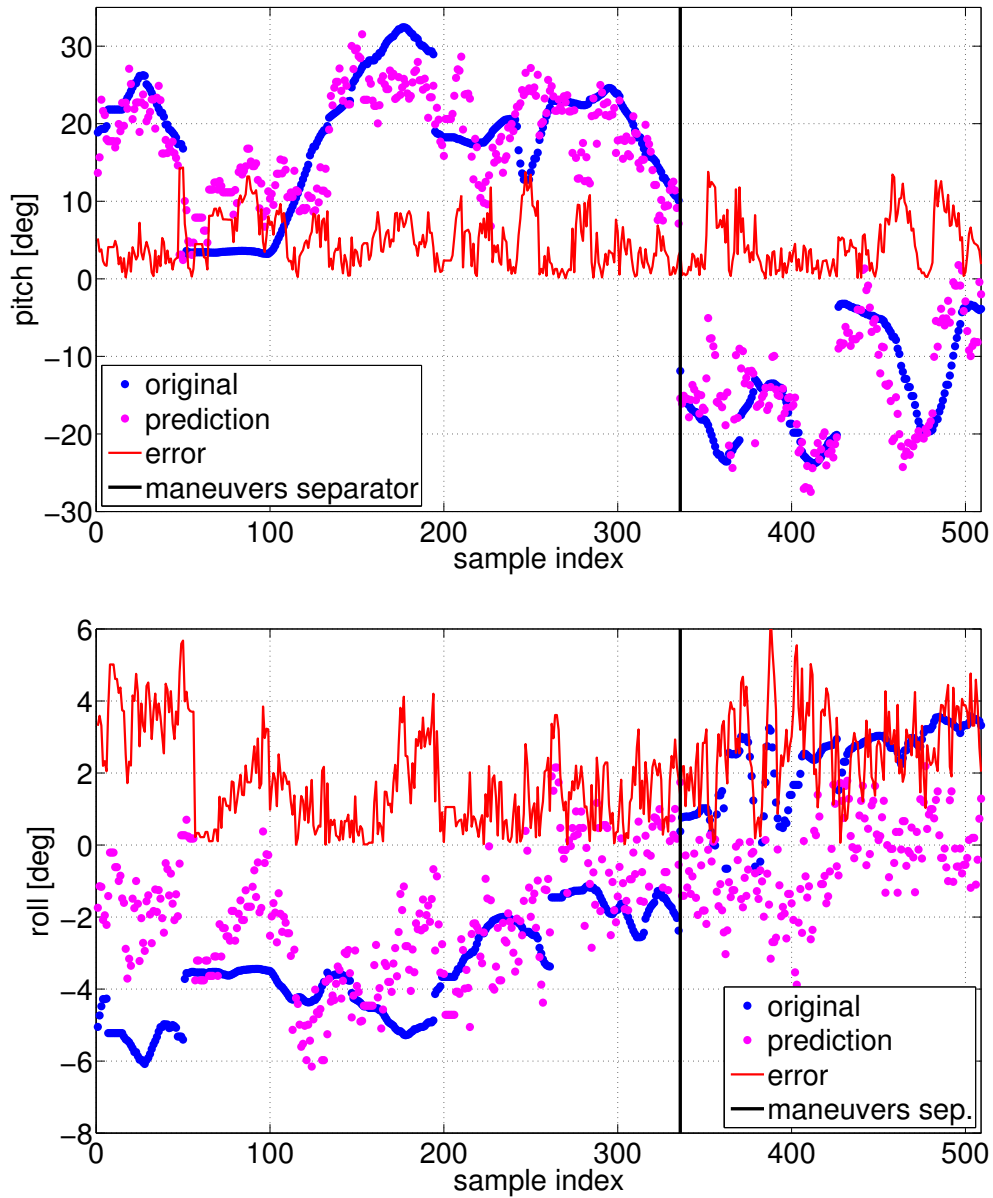 30
20
10
0
−10
−20
−30
pitch [deg]
original
prediction
error
maneuvers separator
0
100
200
300
400
500
sample index
6
4
2
0
−2
−4
−6
−8
roll [deg]
original
prediction
error
maneuvers sep.
0
100
200
300
400
500
sample index